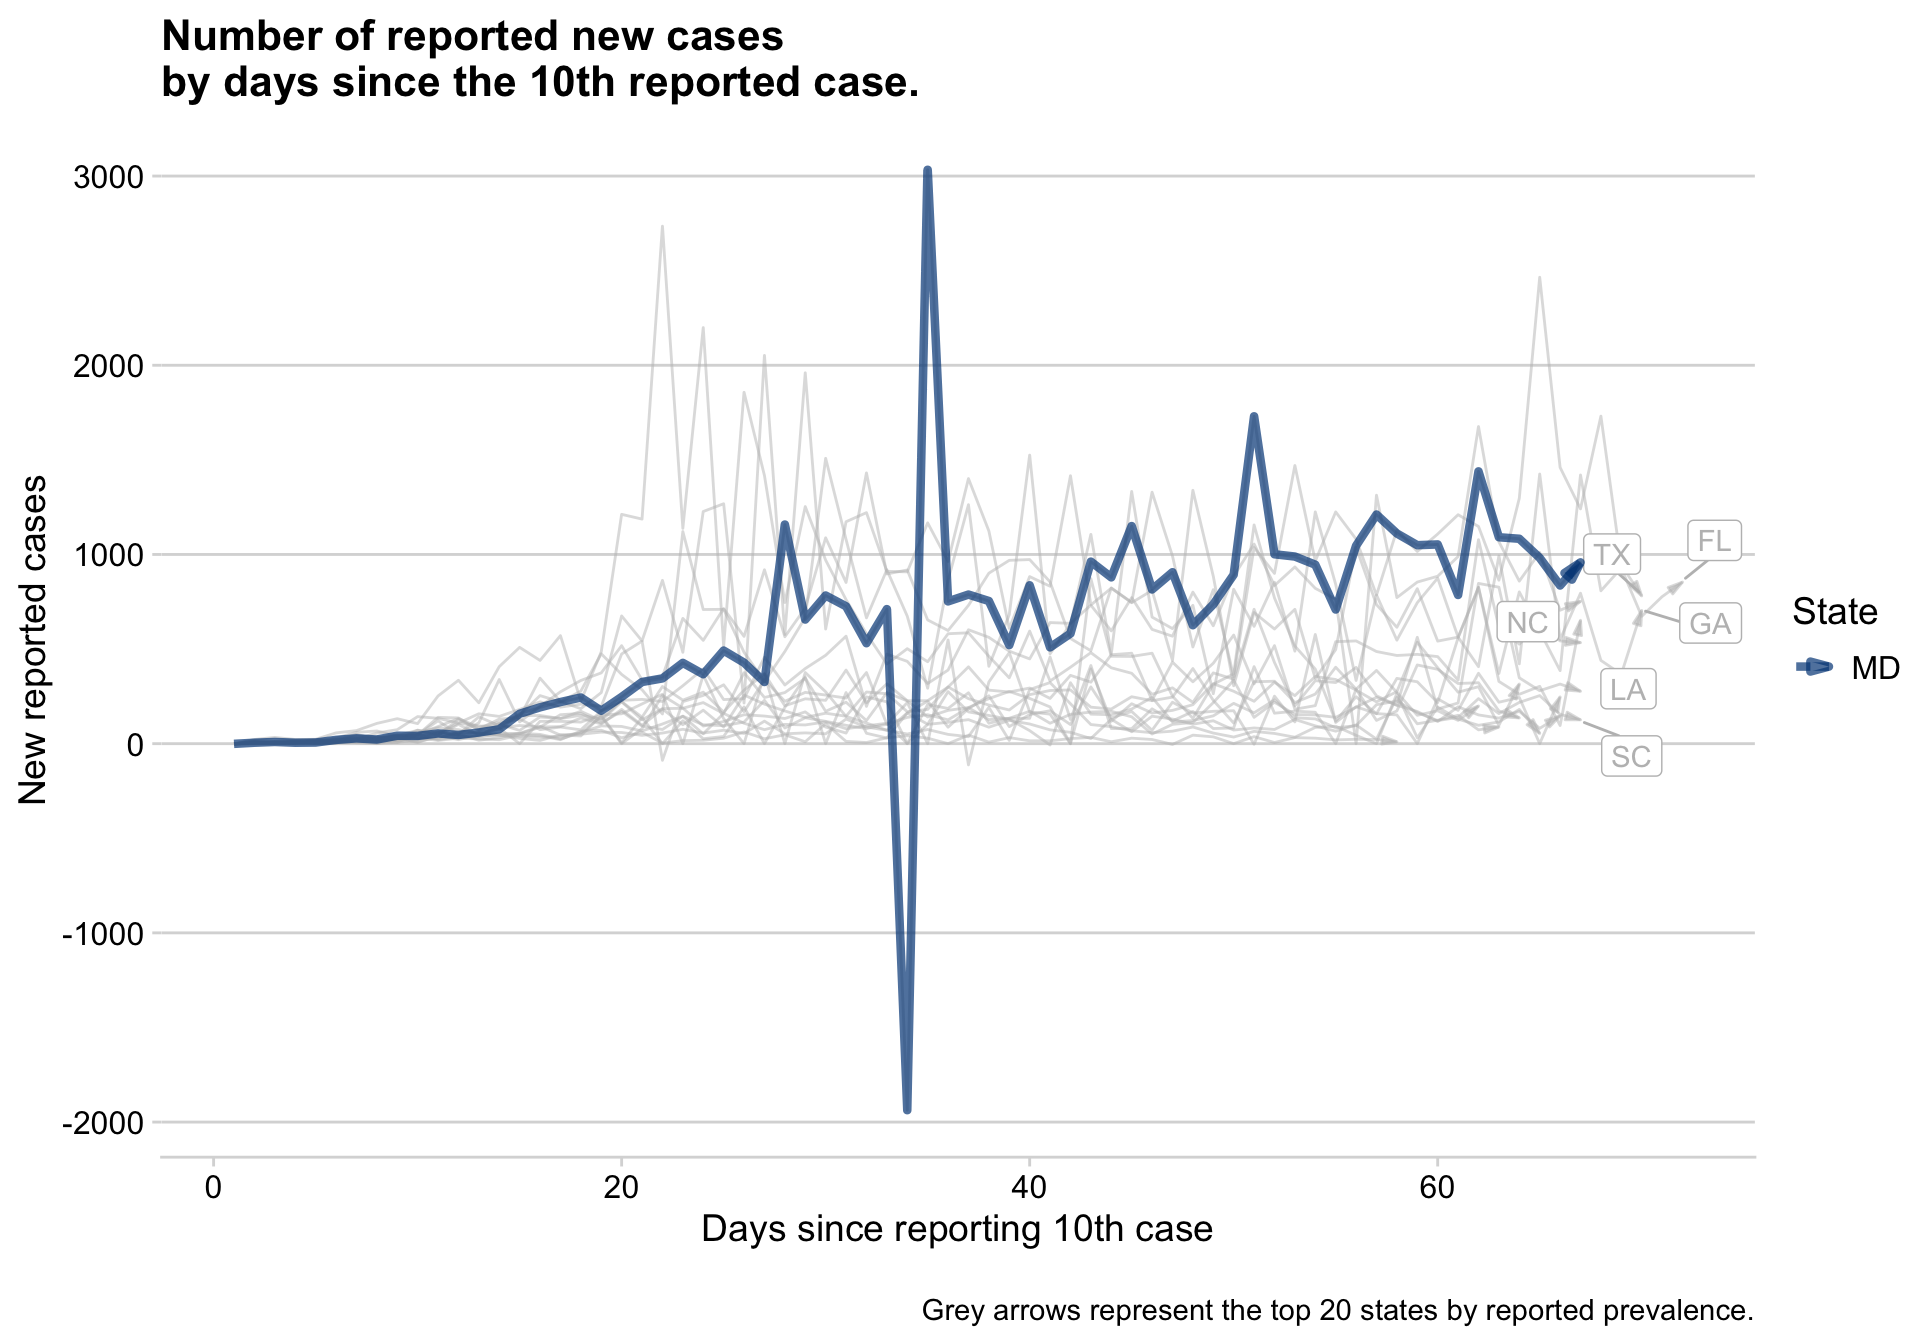 Number of reported new cases
by days since the 10th reported case.
New reported cases
3000
2000
1000
0
-1000
-2000
0
20
40
60
Days since reporting 10th case
TX
FL
NC
GA
LA
SC
State
MD
Grey arrows represent the top 20 states by reported prevalence.